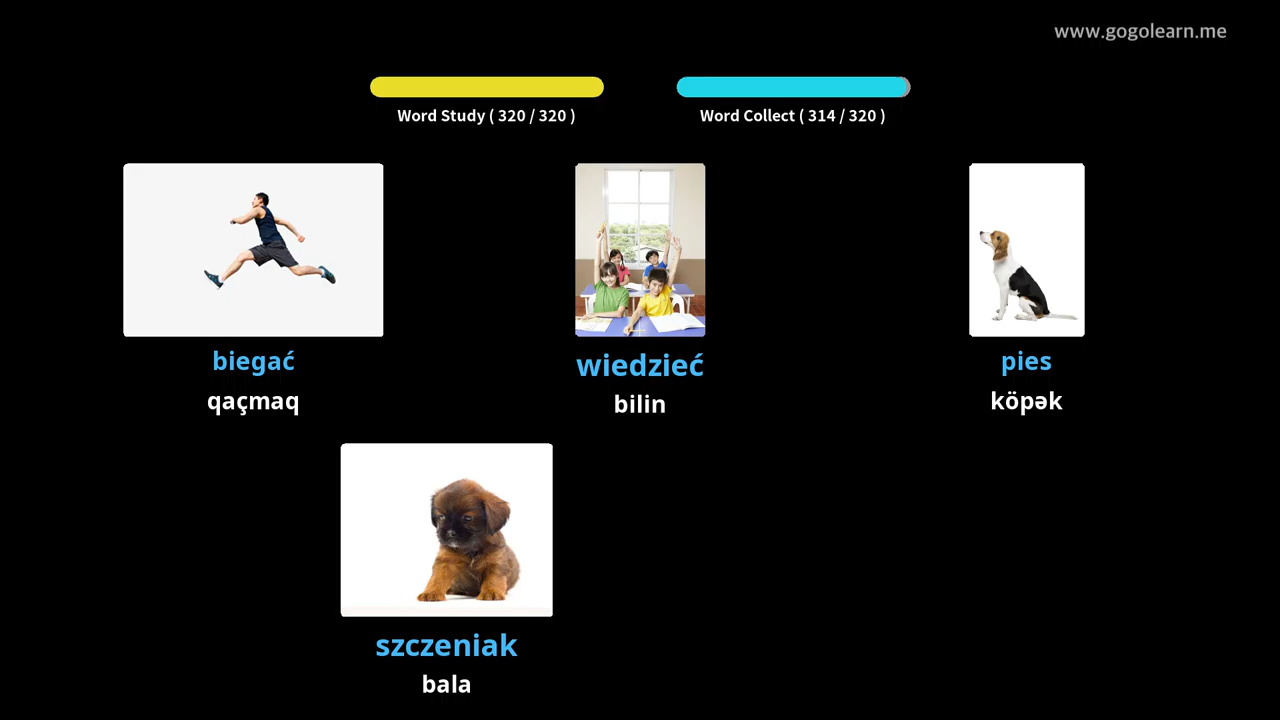 www.gogolearn.me
Word Study ( 320 / 320 )
Word Collect ( 314 / 320 )
biegać
wiedzieć
pies
qaçmaq
bilin
köpək
szczeniak
bala